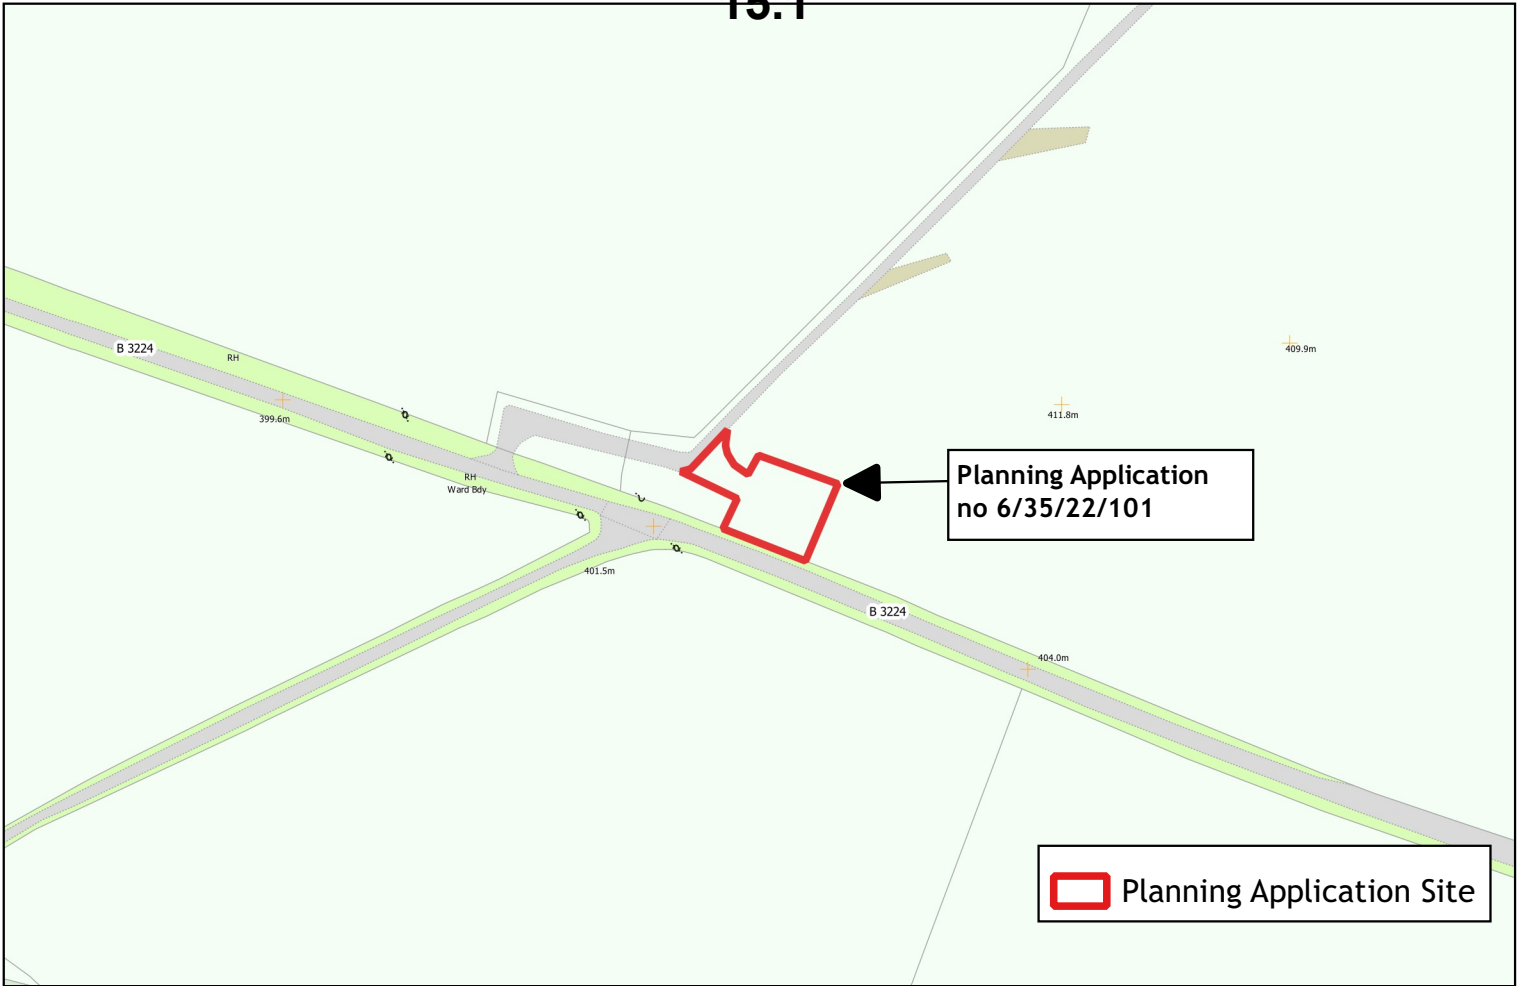 15.1
B 3224
RH
399.6m
409.9m
411.8m
RH
Ward Bdy
Planning Application
no 6/35/22/101
401.5m
B 3224
404.0m
Planning Application Site